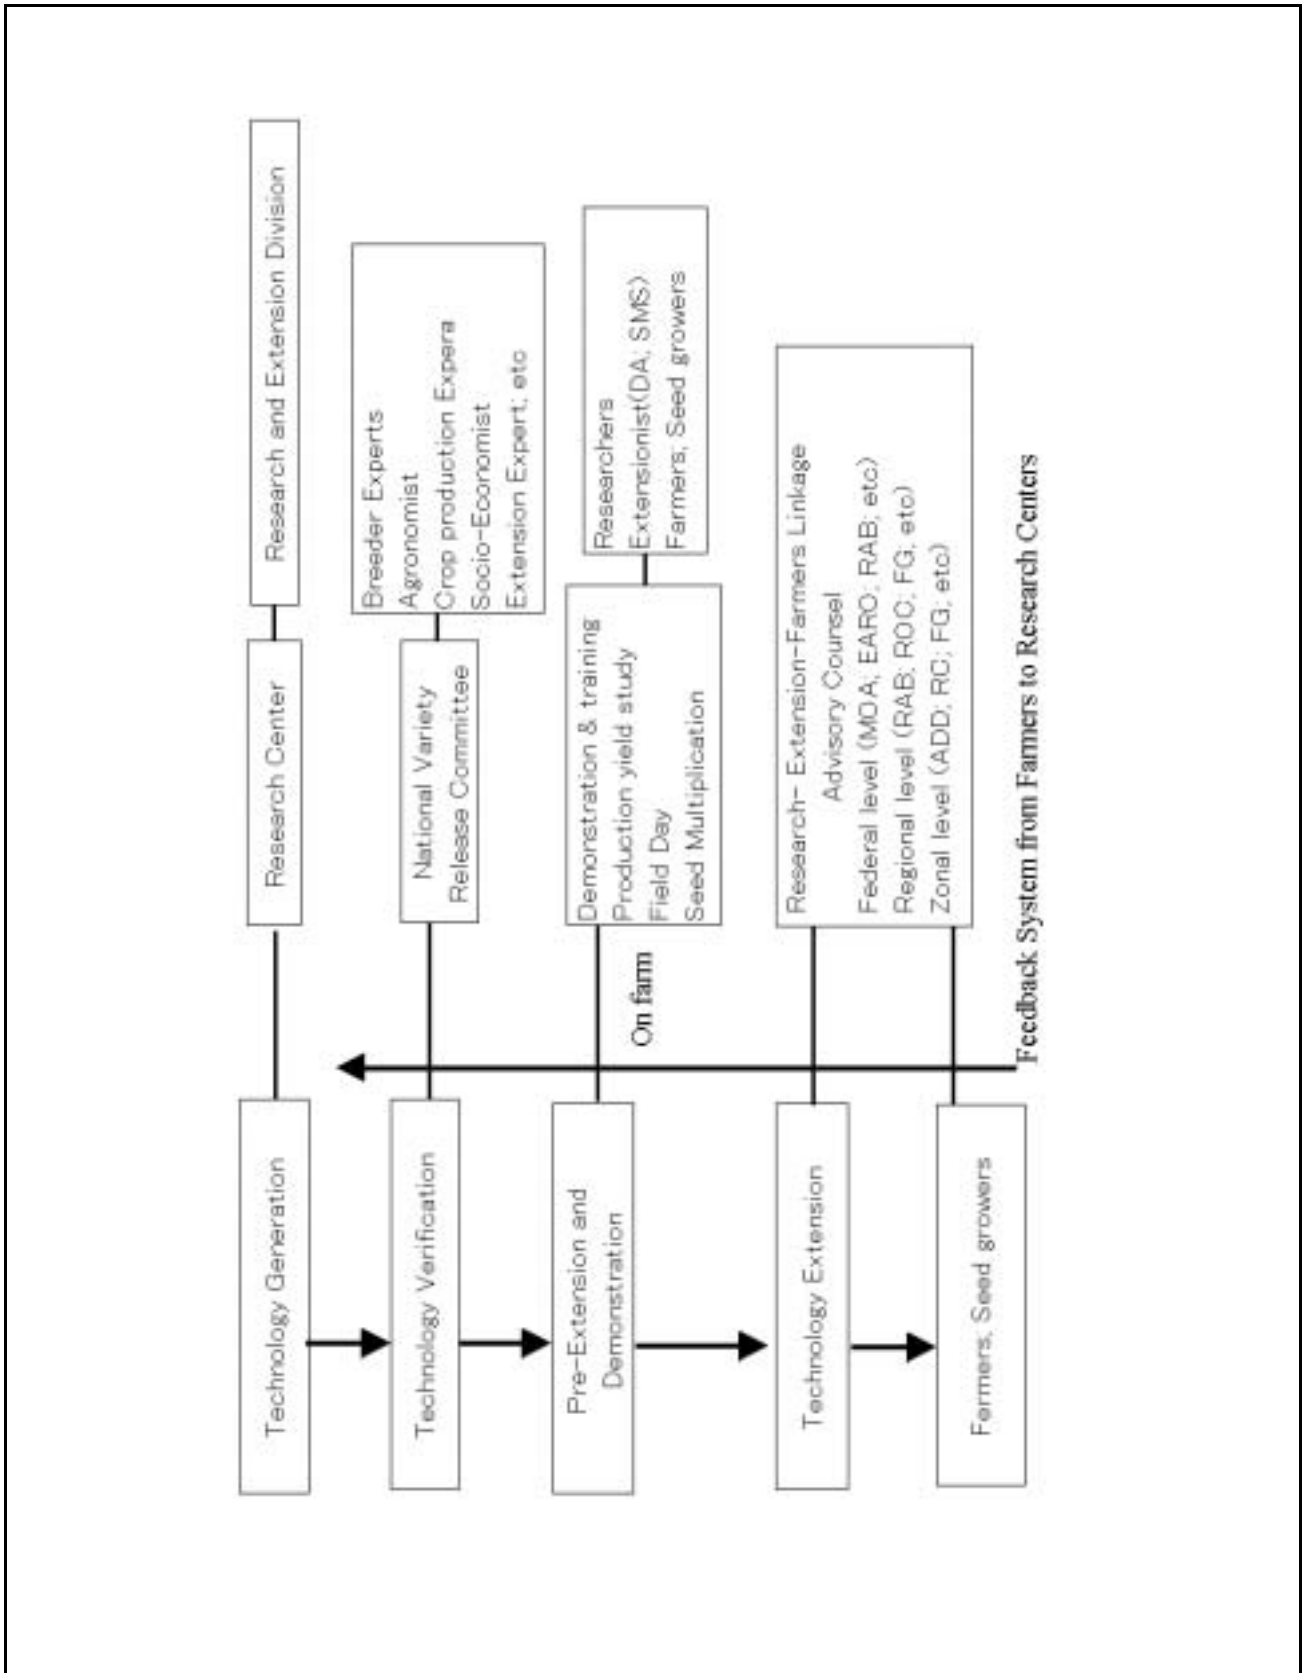 Technology Generation
Research Center
Research and Extension Division
Technology Verification
National Variety
Release Committee
Breeder Experts
Agronomist
Crop production Expera
Socio-Economist
Extension Expert; etc
Pre-Extension and
Demonstration
On farm
Demonstration & training
Production yield study
Field Day
Seed Multiplication
Researchers
Extensionist(DA; SMS)
Farmers; Seed growers
Technology Extension
Research- Extension-Farmers Linkage
Advisory Counsel
Federal level (MOA; EARO; RAB; etc)
Regional level (RAB; ROC; FG; etc)
Zonal level (ADD; RC; FG; etc)
Fermers; Seed growers
Feedback System from Farmers to Research Centers